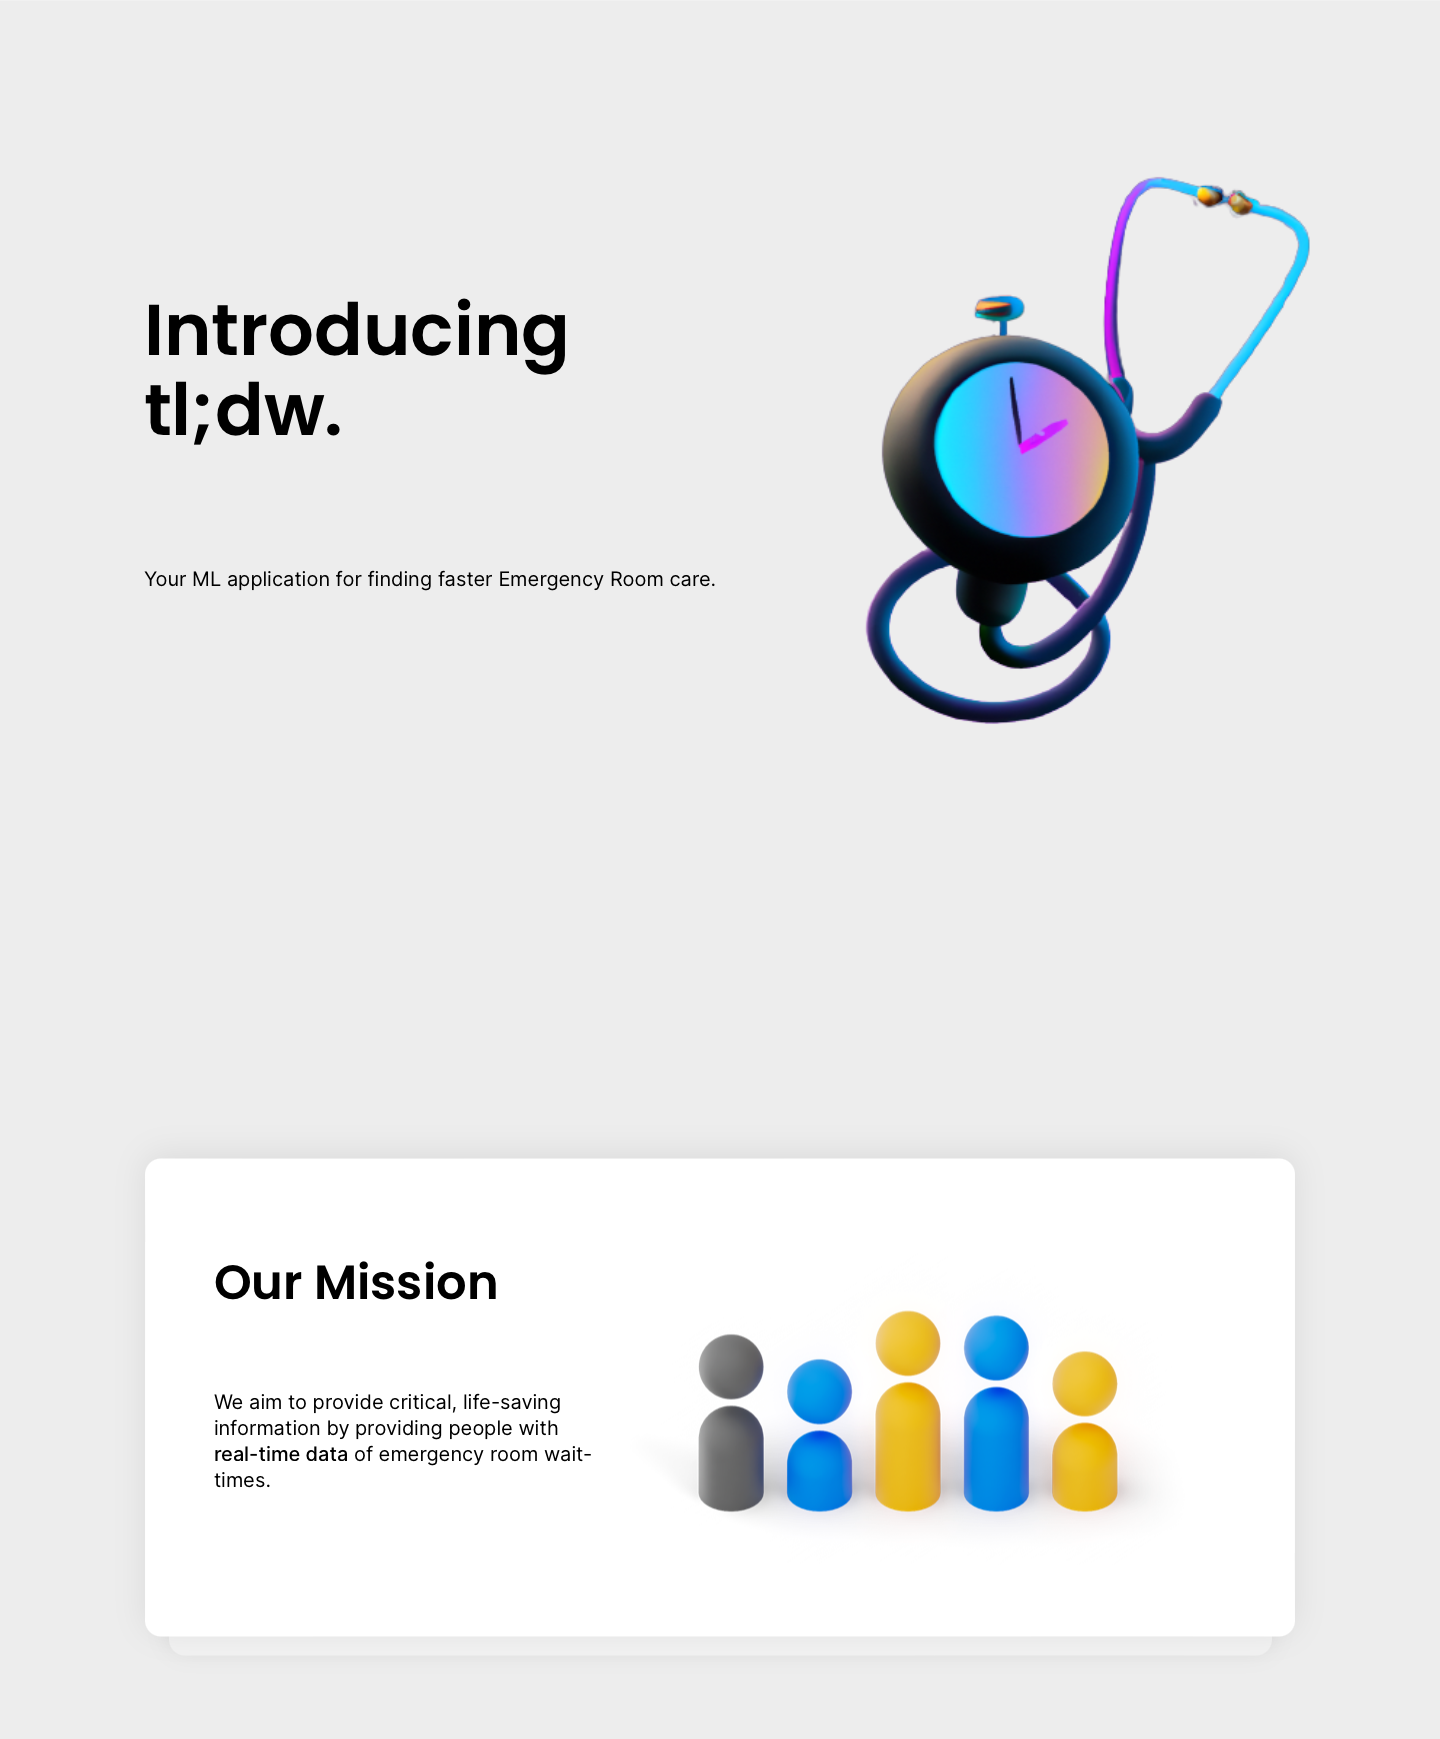 Introducing
tl;dw.
Your ML application for finding faster Emergency Room care.
Our Mission
We aim to provide critical, life-saving
information by providing people with
real-time data of emergency room wait-
times.